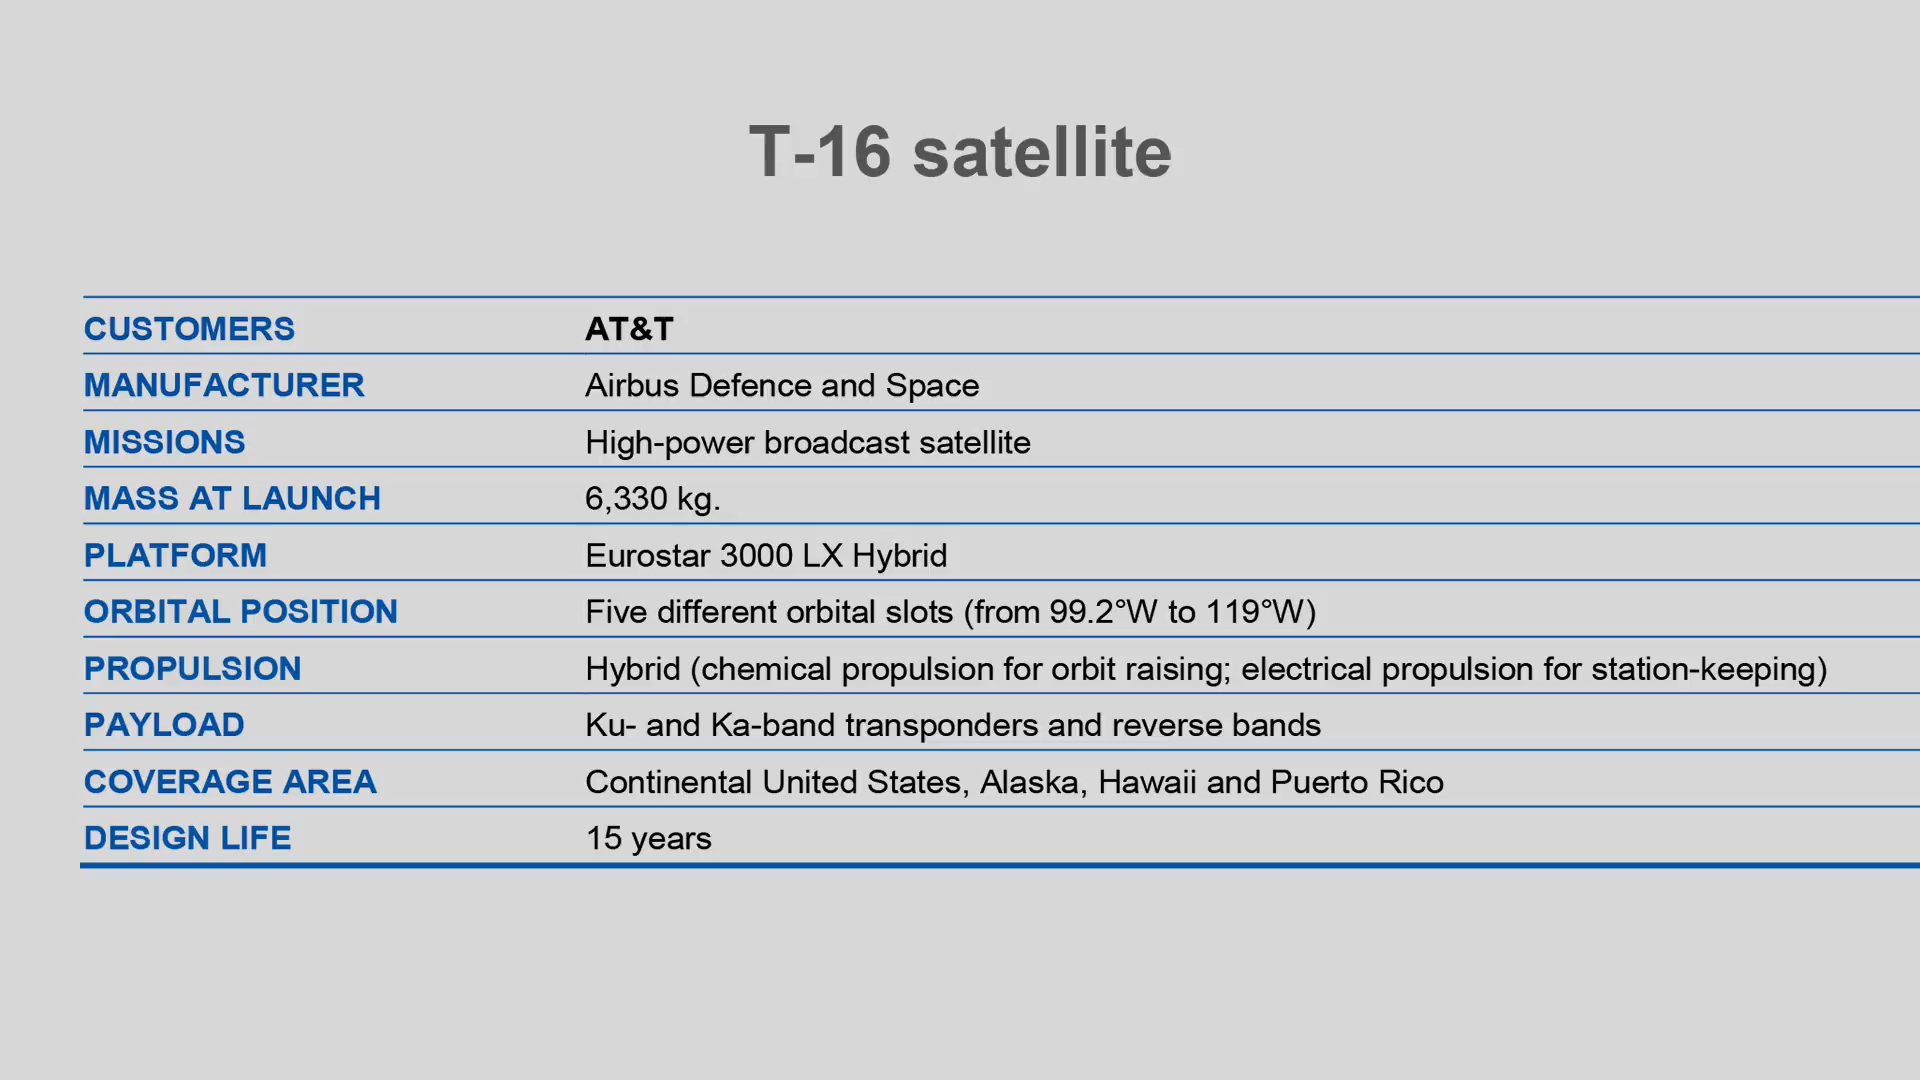 T-16 satellite
CUSTOMERS AT&T
MANUFACTURER Airbus Defence and Space
MISSIONS High-power broadcast satellite
MASS AT LAUNCH 6,330 kg.
PLATFORM Eurostar 3000 LX Hybrid
ORBITAL POSITION Five different orbital slots (from 99.2°W to 119°W)
PROPULSION Hybrid (chemical propulsion for orbit raising; electrical propulsion for station-keeping)
PAYLOAD Ku- and Ka-band transponders and reverse bands
COVERAGE AREA Continental United States, Alaska, Hawaii and Puerto Rico
DESIGN LIFE 15 years